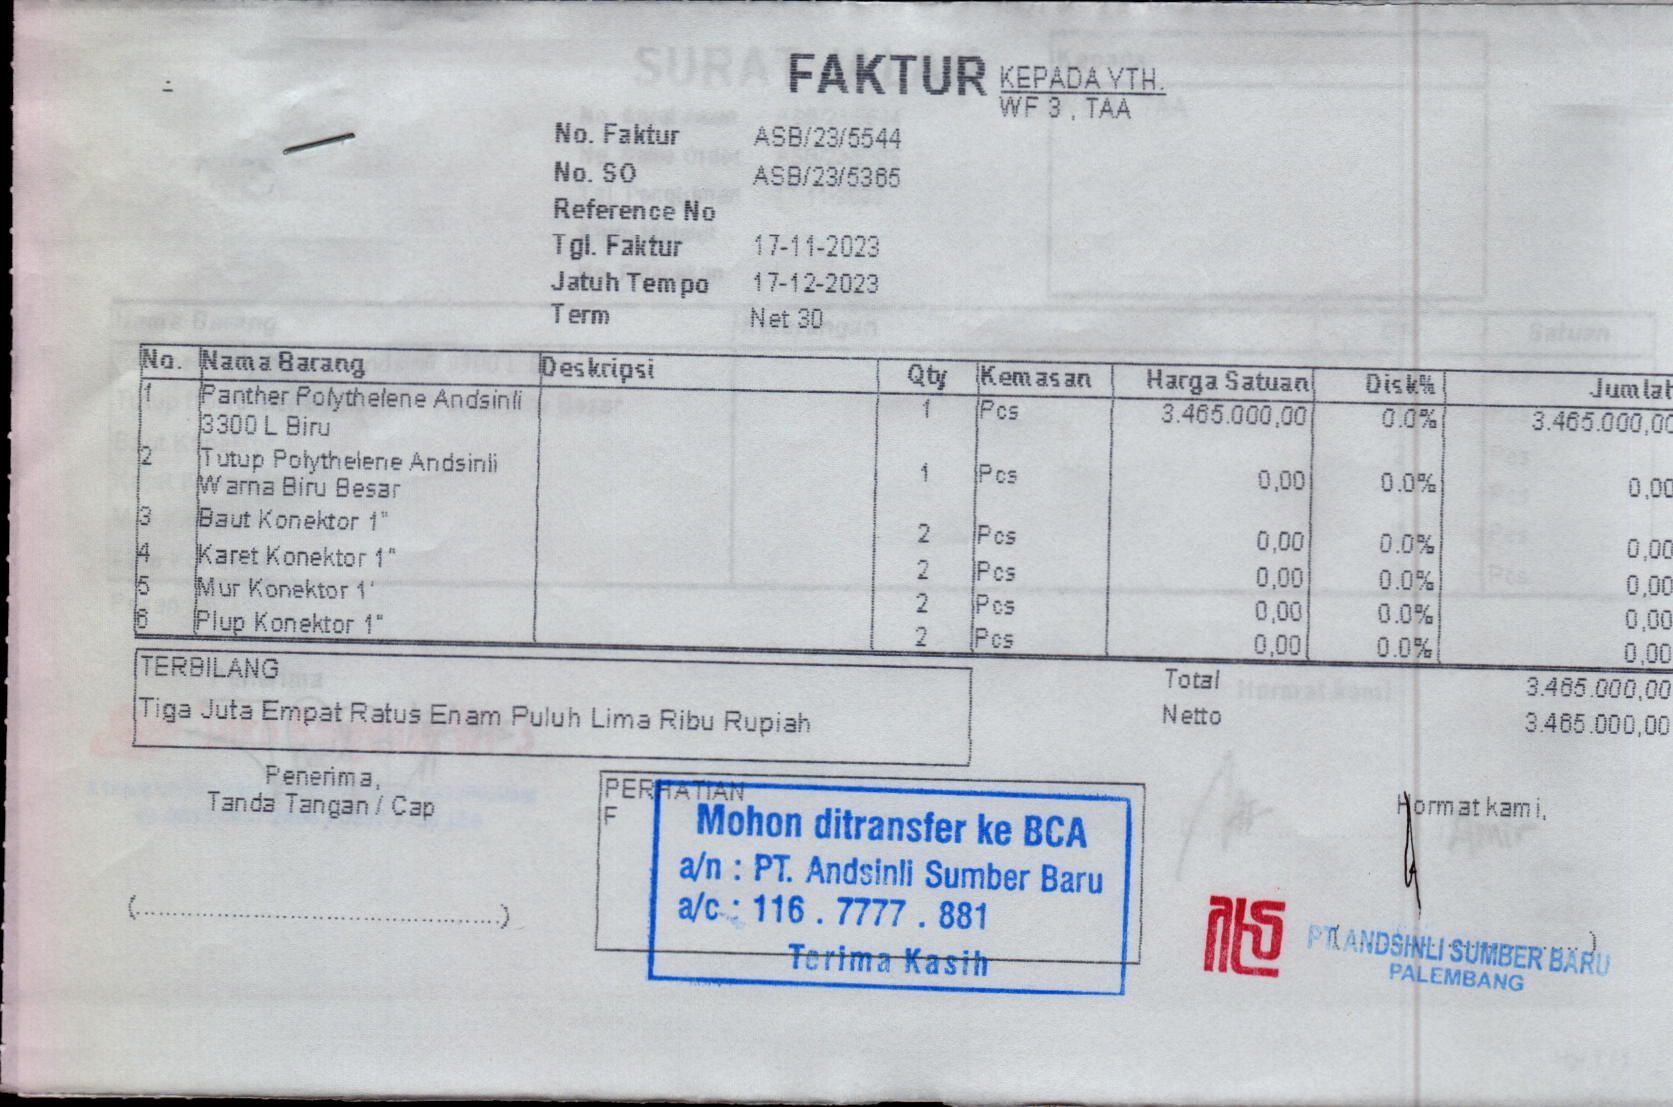 FAKTUR
KEPADA YTH.
WF 3 , TAA
No. Faktur ASB/23/5544
No. SO ASB/23/5365
Reference No
Tgl. Faktur 17-11-2023
Jatuh Tempo 17-12-2023
Term Net 30
No. Nama Barang Deskripsi Qty Kemasan Harga Satuan Disk% Jumlah
1 Panther Polythelene Andsinli 1 Pcs 3.465.000,00 0.0% 3.465.000,00
3300 L Biru
2 Tutup Polythelene Andsinli 1 Pcs 0,00 0.0% 0,00
Warna Biru Besar
3 Baut Konektor 1" 2 Pcs 0,00 0.0% 0,00
4 Karet Konektor 1" 2 Pcs 0,00 0.0% 0,00
5 Mur Konektor 1' 2 Pcs 0,00 0.0% 0,00
6 Plup Konektor 1" 2 Pcs 0,00 0.0% 0,00
TERBILANG
Tiga Juta Empat Ratus Enam Puluh Lima Ribu Rupiah
Total 3.465.000,00
Netto 3.465.000,00
Penerima,
Tanda Tangan / Cap
PERHATIAN
F
Mohon ditransfer ke BCA
a/n : PT. Andsinli Sumber Baru
a/c : 116 . 7777 . 881
Terima Kasih
Hormat kami,
PT. ANDSINLI SUMBER BARU
PALEMBANG